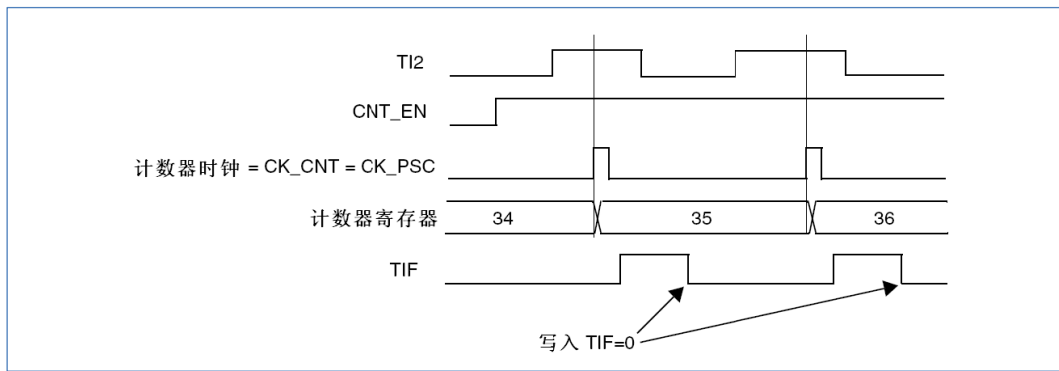 TI2
CNT_EN
计数器时钟 = CK_CNT = CK_PSC
计数器寄存器 34 35 36
TIF
写入 TIF=0